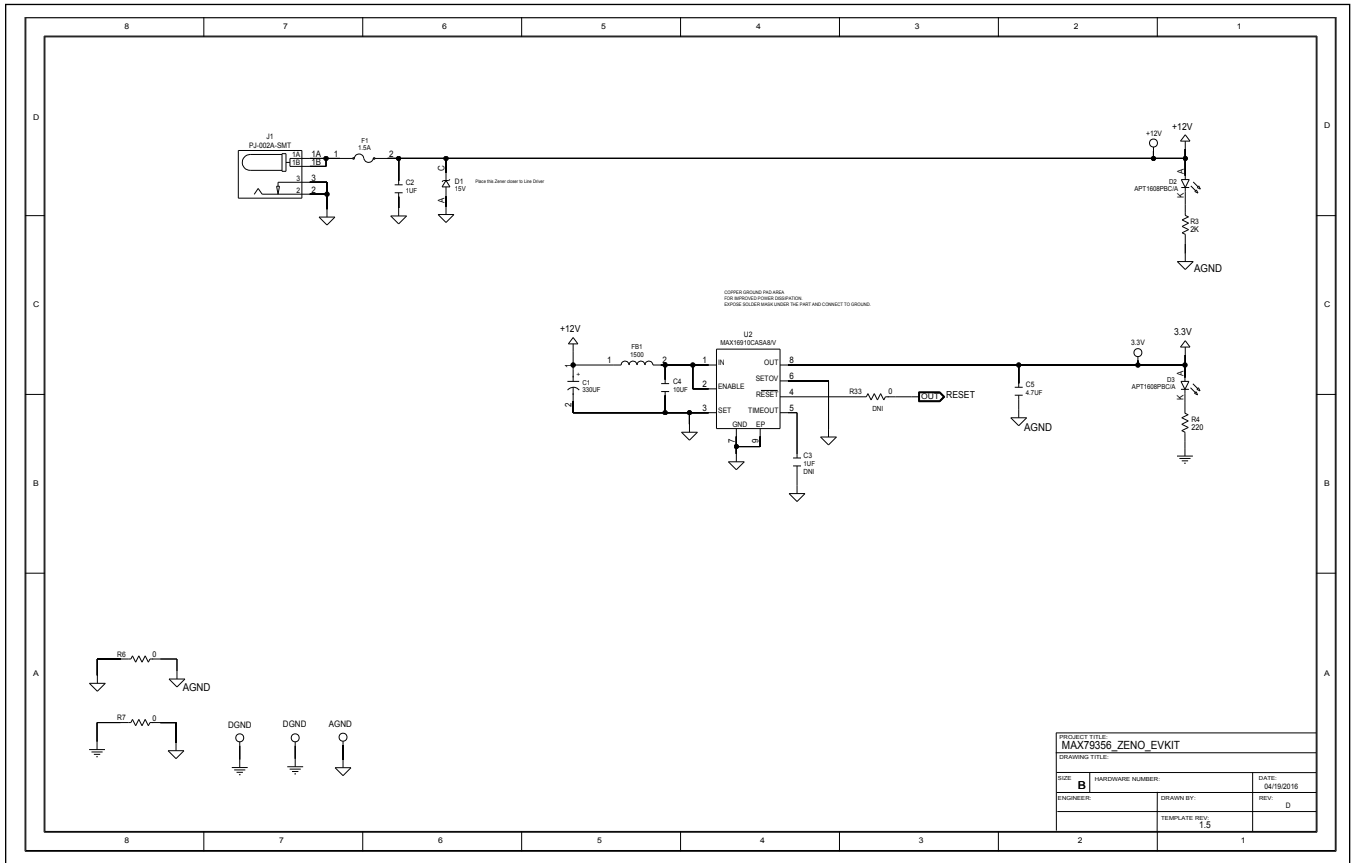 8 7 6 5 4 3 2 1
D
D
J1
PJ-002A-SMT
1A
1B
3
2
1A
1B
3
2
F1
1.5A
1
2
C2
1UF
C
D1
15V
A
Place this Zener closer to Line Driver
+12V
+12V
A
D2
APT1608PBC/A
K
R3
2K
AGND
C
C
COPPER GROUND PAD AREA
FOR IMPROVED POWER DISSIPATION.
EXPOSE SOLDER MASK UNDER THE PART AND CONNECT TO GROUND.
+12V
1
+
C1
330UF
2
FB1
1500
1
2
C4
10UF
U2
MAX16910CASA8/V
1 IN
2 ENABLE
3 SET
OUT 8
SETOV 6
RESET 4
TIMEOUT 5
GND EP
7 9
R33 0
DNI
OUT RESET
C3
1UF
DNI
C5
4.7UF
AGND
3.3V
3.3V
A
D3
APT1608PBC/A
K
R4
220
B
B
A
A
R6 0
AGND
R7 0
DGND
DGND
AGND
PROJECT TITLE:
MAX79356_ZENO_EVKIT
DRAWING TITLE:
SIZE
B
HARDWARE NUMBER:
DATE:
04/19/2016
ENGINEER:
DRAWN BY:
REV:
D
TEMPLATE REV:
1.5
8 7 6 5 4 3 2 1